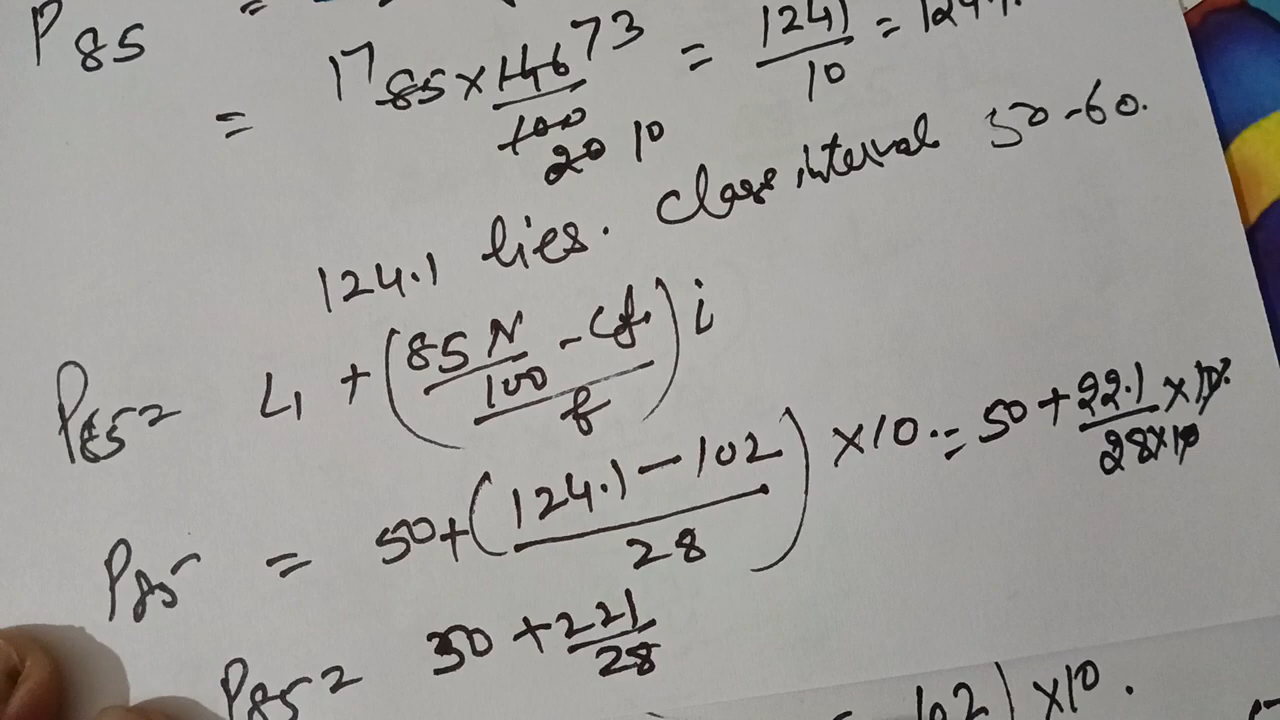 P85 =
= 17 85 × 146 73 / 100 20 10 = 1241 / 10 = 124.1
124.1 lies. Class interval 50-60.
P85 = L1 + ( 85 N / 100 - cf. / f ) i
P85 = 50 + ( 124.1 - 102 / 28 ) × 10. = 50 + 22.1 × 10 / 28 × 10
P85 = 50 + 221 / 28
= 102 ) × 10.